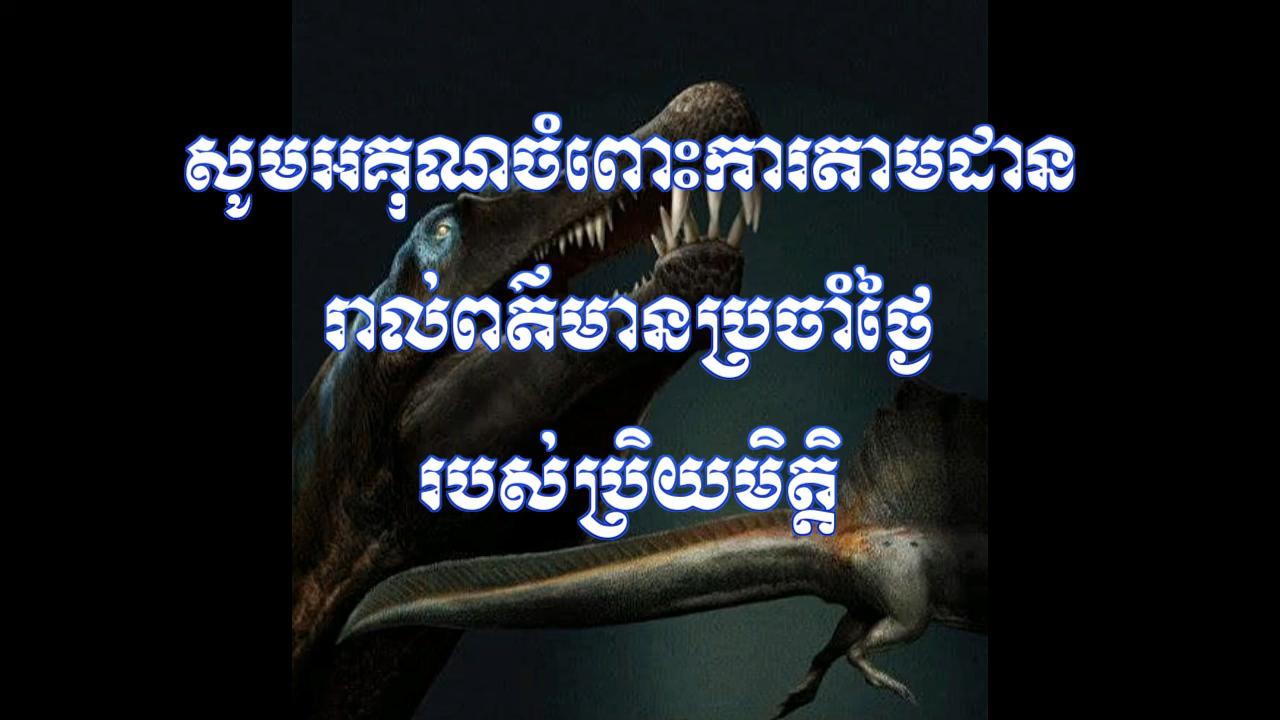 សូមអគុណចំពោះការតាមដាន
រាល់ពត័មានប្រចាំថ្ងៃ
របស់ប្រិយមិត្តិ